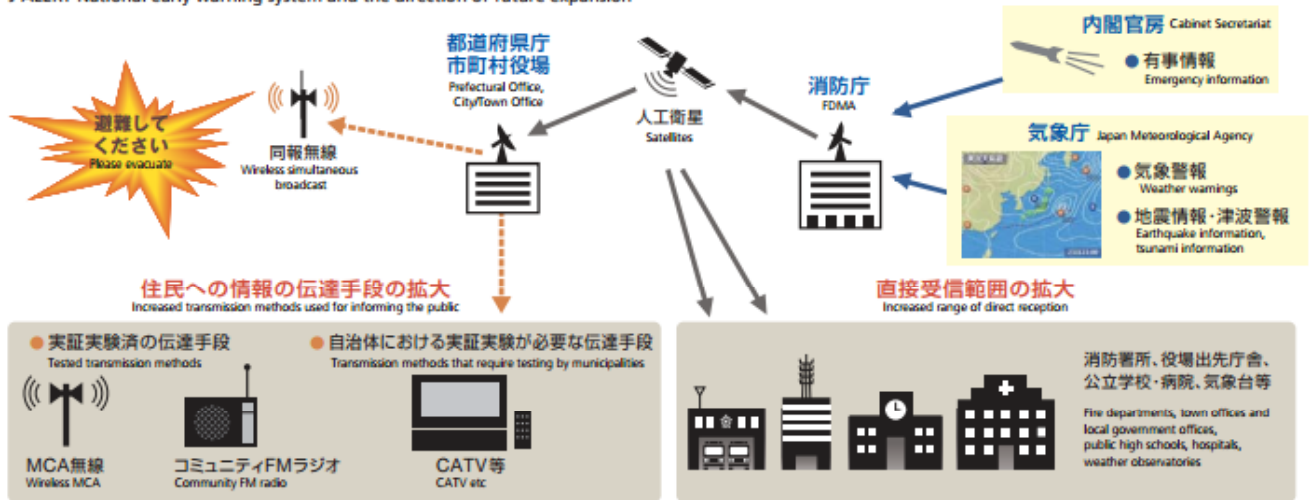 J-ALERT National early warning system and the direction of future expansion
内閣官房 Cabinet Secretariat
有事情報
Emergency information
都道府県庁
市町村役場
Prefectural Office,
City/Town Office
消防庁
FDMA
人工衛星
Satellites
避難して
ください
Please evacuate
同報無線
Wireless simultaneous
broadcast
気象庁 Japan Meteorological Agency
気象警報
Weather warnings
地震情報・津波警報
Earthquake information,
tsunami information
住民への情報の伝達手段の拡大
Increased transmission methods used for informing the public
実証実験済の伝達手段
Tested transmission methods
自治体における実証実験が必要な伝達手段
Transmission methods that require testing by municipalities
MCA無線
Wireless MCA
コミュニティFMラジオ
Community FM radio
CATV等
CATV etc
直接受信範囲の拡大
Increased range of direct reception
消防署所、役場出先庁舎、
公立学校・病院、気象台等
Fire departments, town offices and
local government offices,
public high schools, hospitals,
weather observatories